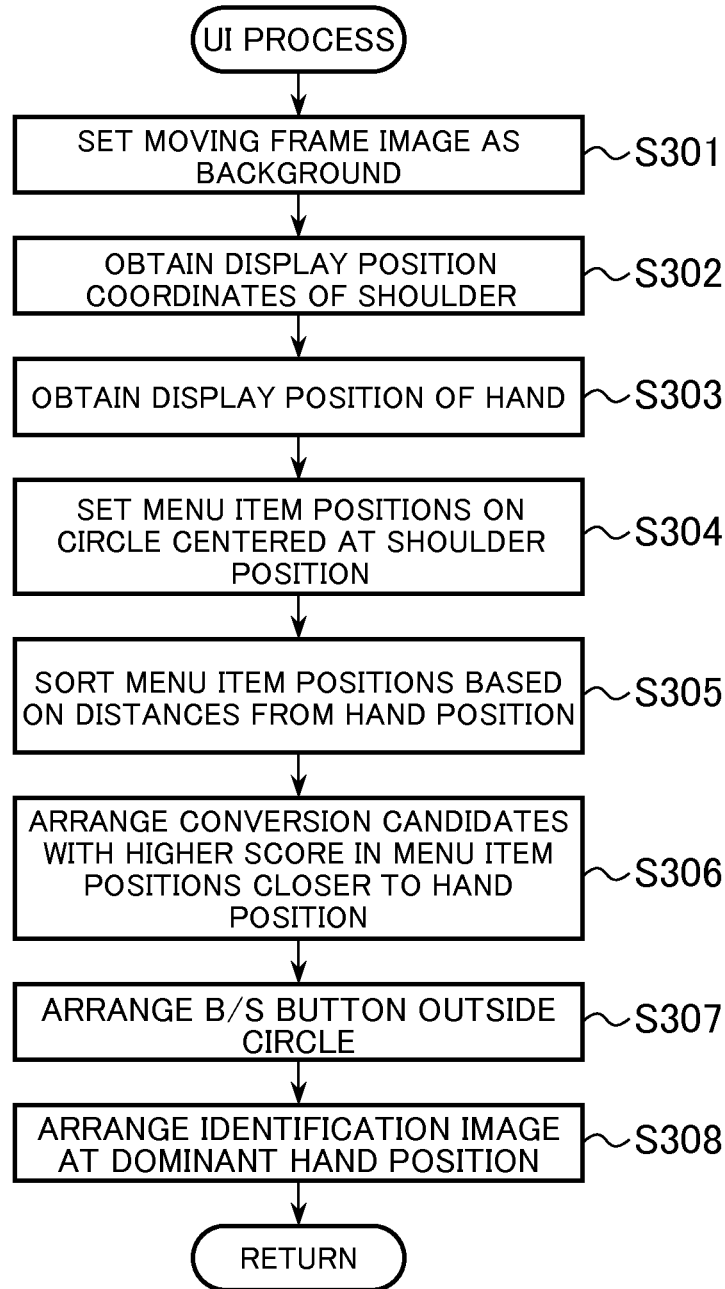 UI PROCESS
SET MOVING FRAME IMAGE AS
BACKGROUND
S301
OBTAIN DISPLAY POSITION
COORDINATES OF SHOULDER
S302
OBTAIN DISPLAY POSITION OF HAND
S303
SET MENU ITEM POSITIONS ON
CIRCLE CENTERED AT SHOULDER
POSITION
S304
SORT MENU ITEM POSITIONS BASED
ON DISTANCES FROM HAND POSITION
S305
ARRANGE CONVERSION CANDIDATES
WITH HIGHER SCORE IN MENU ITEM
POSITIONS CLOSER TO HAND
POSITION
S306
ARRANGE B/S BUTTON OUTSIDE
CIRCLE
S307
ARRANGE IDENTIFICATION IMAGE
AT DOMINANT HAND POSITION
S308
RETURN